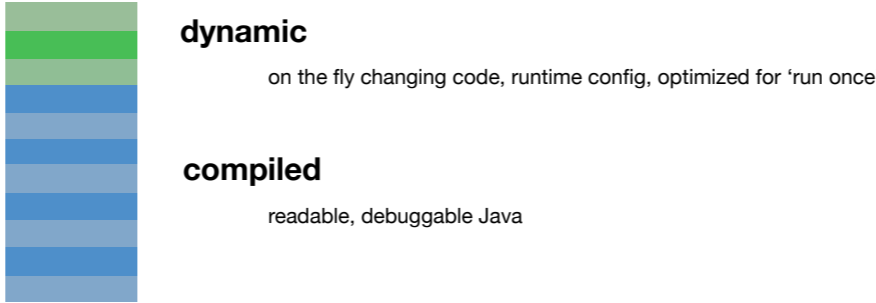 dynamic
on the fly changing code, runtime config, optimized for ‘run once
compiled
readable, debuggable Java